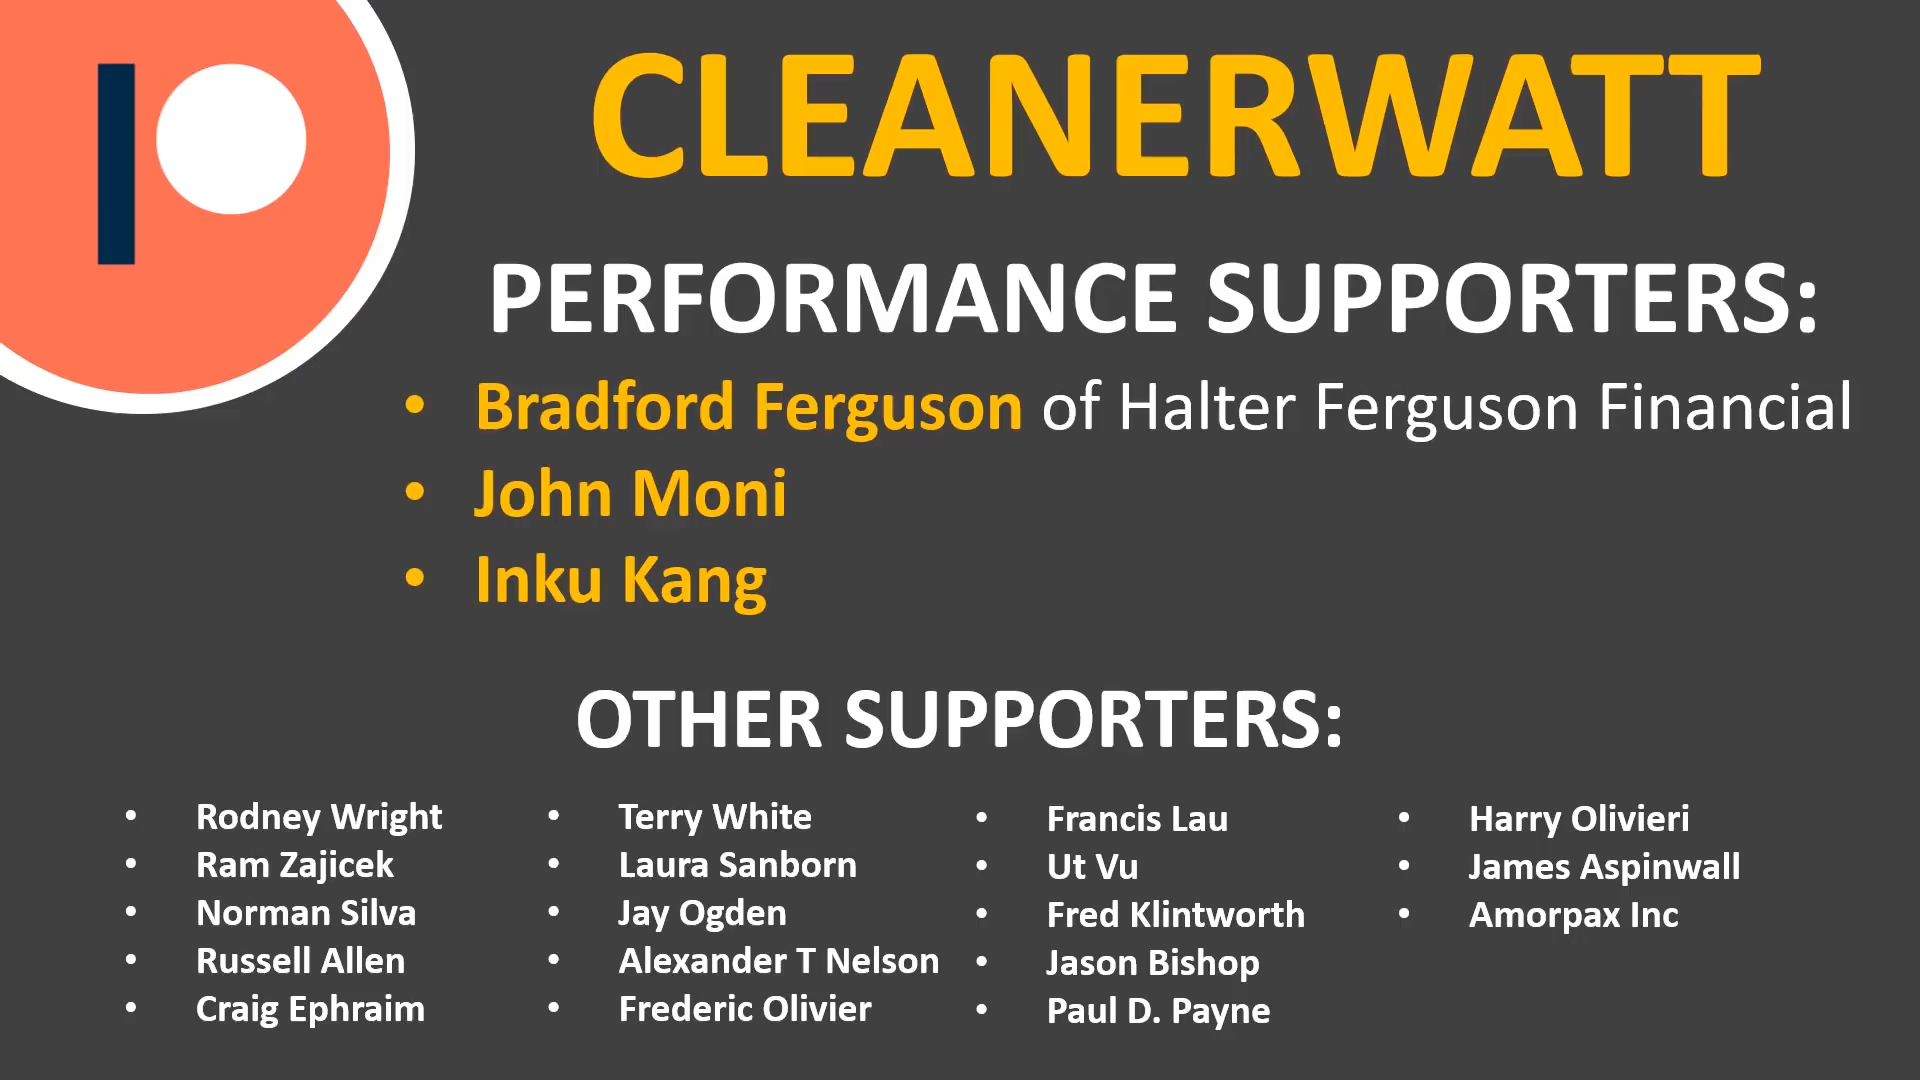 CLEANERWATT
PERFORMANCE SUPPORTERS:
• Bradford Ferguson of Halter Ferguson Financial
• John Moni
• Inku Kang
OTHER SUPPORTERS:
• Rodney Wright
• Ram Zajicek
• Norman Silva
• Russell Allen
• Craig Ephraim
• Terry White
• Laura Sanborn
• Jay Ogden
• Alexander T Nelson
• Frederic Olivier
• Francis Lau
• Ut Vu
• Fred Klintworth
• Jason Bishop
• Paul D. Payne
• Harry Olivieri
• James Aspinwall
• Amorpax Inc